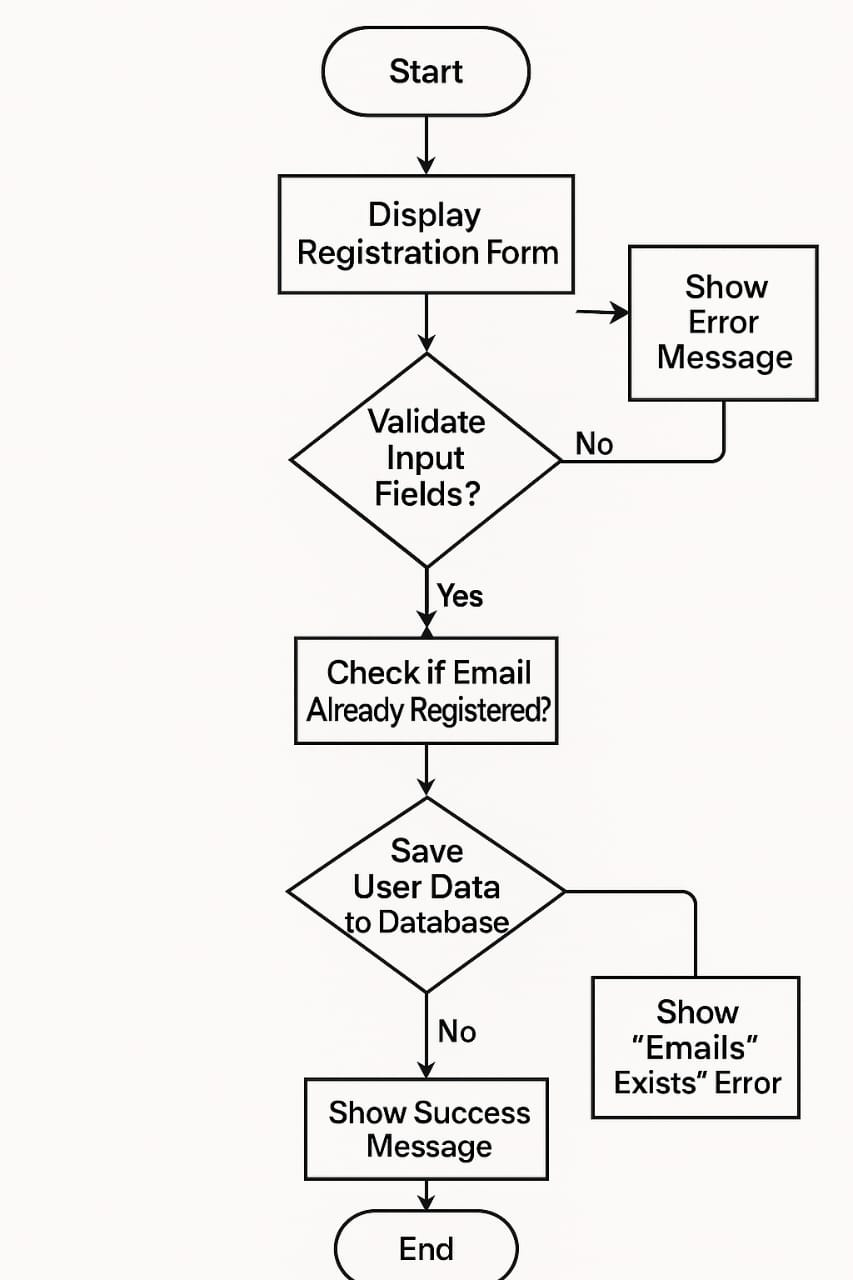 Start
Display
Registration Form
Show
Error
Message
Validate
Input
Fields?
No
Yes
Check if Email
Already Registered?
Save
User Data
to Database
No
Show
“Emails”
Exists” Error
Show Success
Message
End